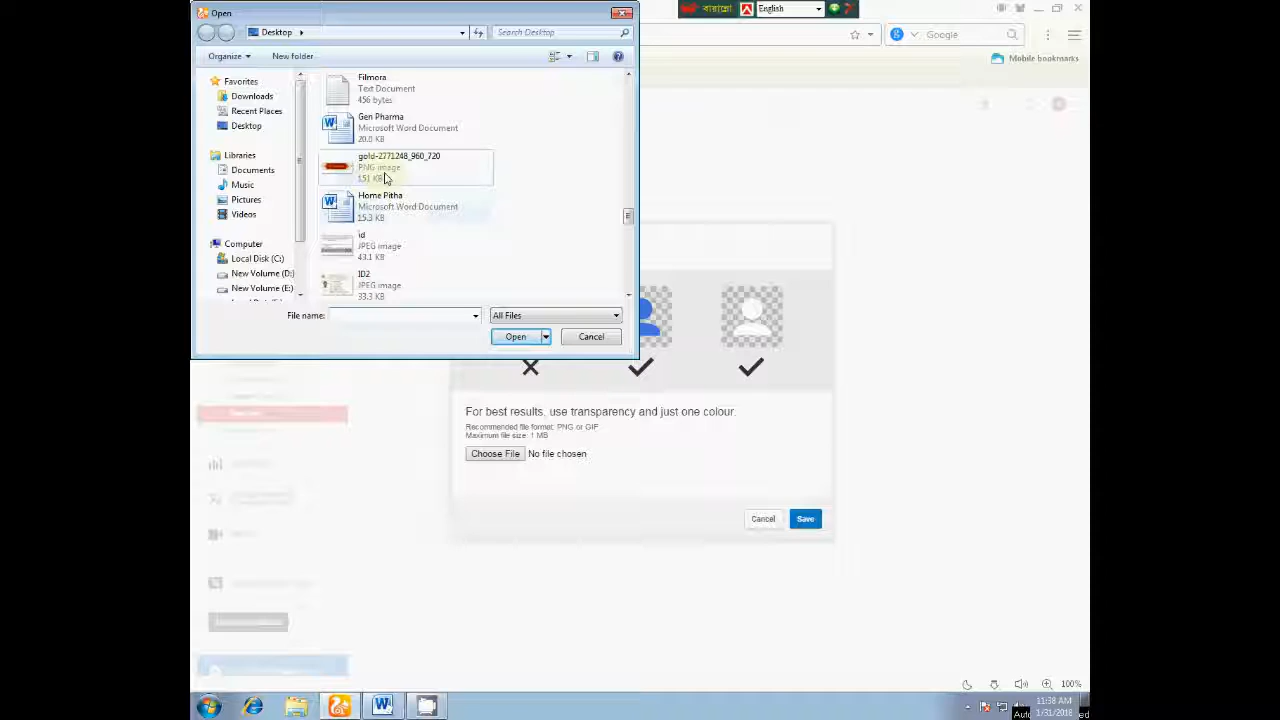 Open
বায়ান্নো
English
Desktop
Search Desktop
Google
Organize
New folder
Mobile bookmarks
Favorites
Downloads
Recent Places
Desktop
Libraries
Documents
Music
Pictures
Videos
Computer
Local Disk (C:)
New Volume (D:)
New Volume (E:)
Filmora
Text Document
456 bytes
Gen Pharma
Microsoft Word Document
20.0 KB
gold-2771248_960_720
PNG image
151 KB
Home Pitha
Microsoft Word Document
15.3 KB
id
JPEG image
43.1 KB
ID2
JPEG image
33.3 KB
File name:
All Files
Open
Cancel
For best results, use transparency and just one colour.
Recommended file format: PNG or GIF
Maximum file size: 1 MB
Choose File No file chosen
Cancel
Save
100%
11:38 AM
1/31/2018